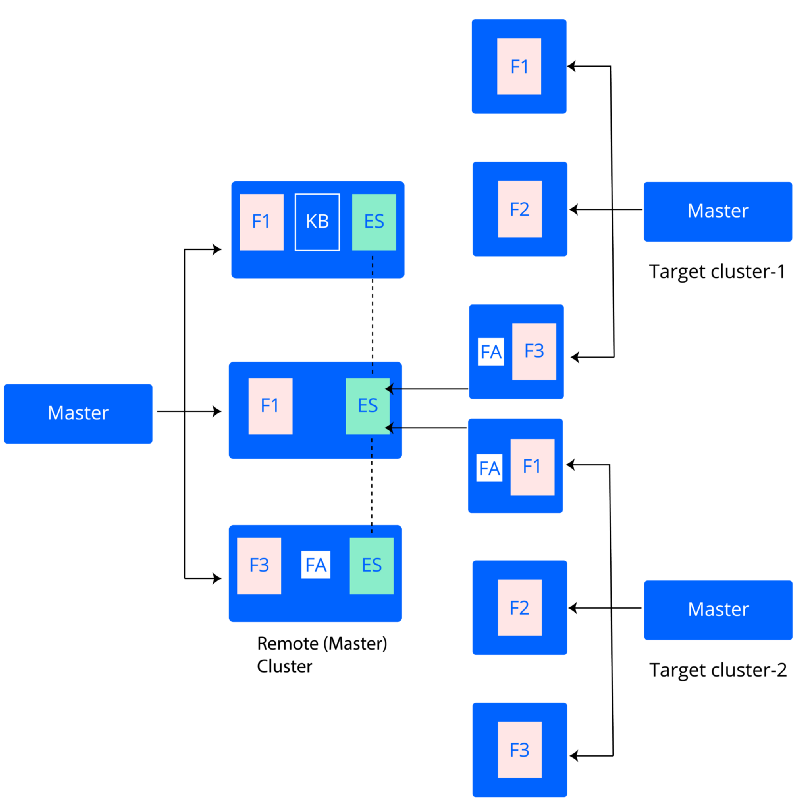 F1
F2
Master
Target cluster-1
FA F3
F1 KB ES
Master
F1 ES
F3 FA ES
Remote (Master)
Cluster
FA F1
F2
Master
Target cluster-2
F3